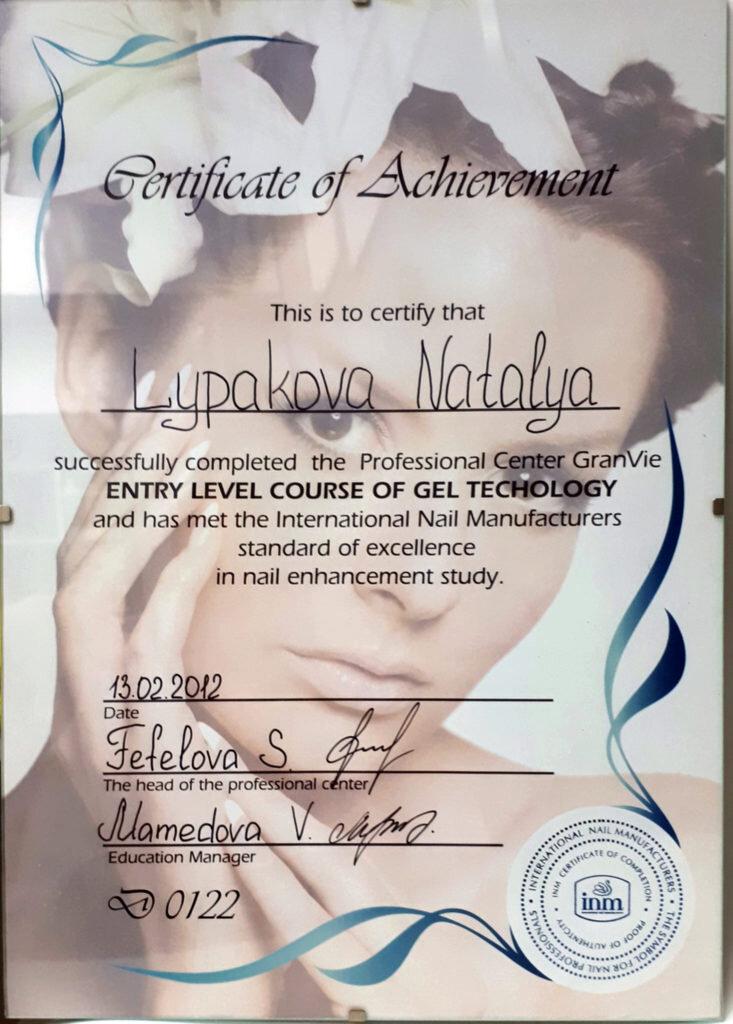 Certificate of Achievement
This is to certify that
Lypakova Natalya
successfully completed the Professional Center GranVie
ENTRY LEVEL COURSE OF GEL TECHOLOGY
and has met the International Nail Manufacturers
standard of excellence
in nail enhancement study.
13.02.2012
Date
Fefelova S.
The head of the professional center
Mamedova V.
Education Manager
D 0122
INTERNATIONAL NAIL MANUFACTURERS • THE SYMBOL FOR NAIL PROFESSIONALS •
INM CERTIFICATE OF COMPLETION • PROOF OF AUTHENTCITY •
inm